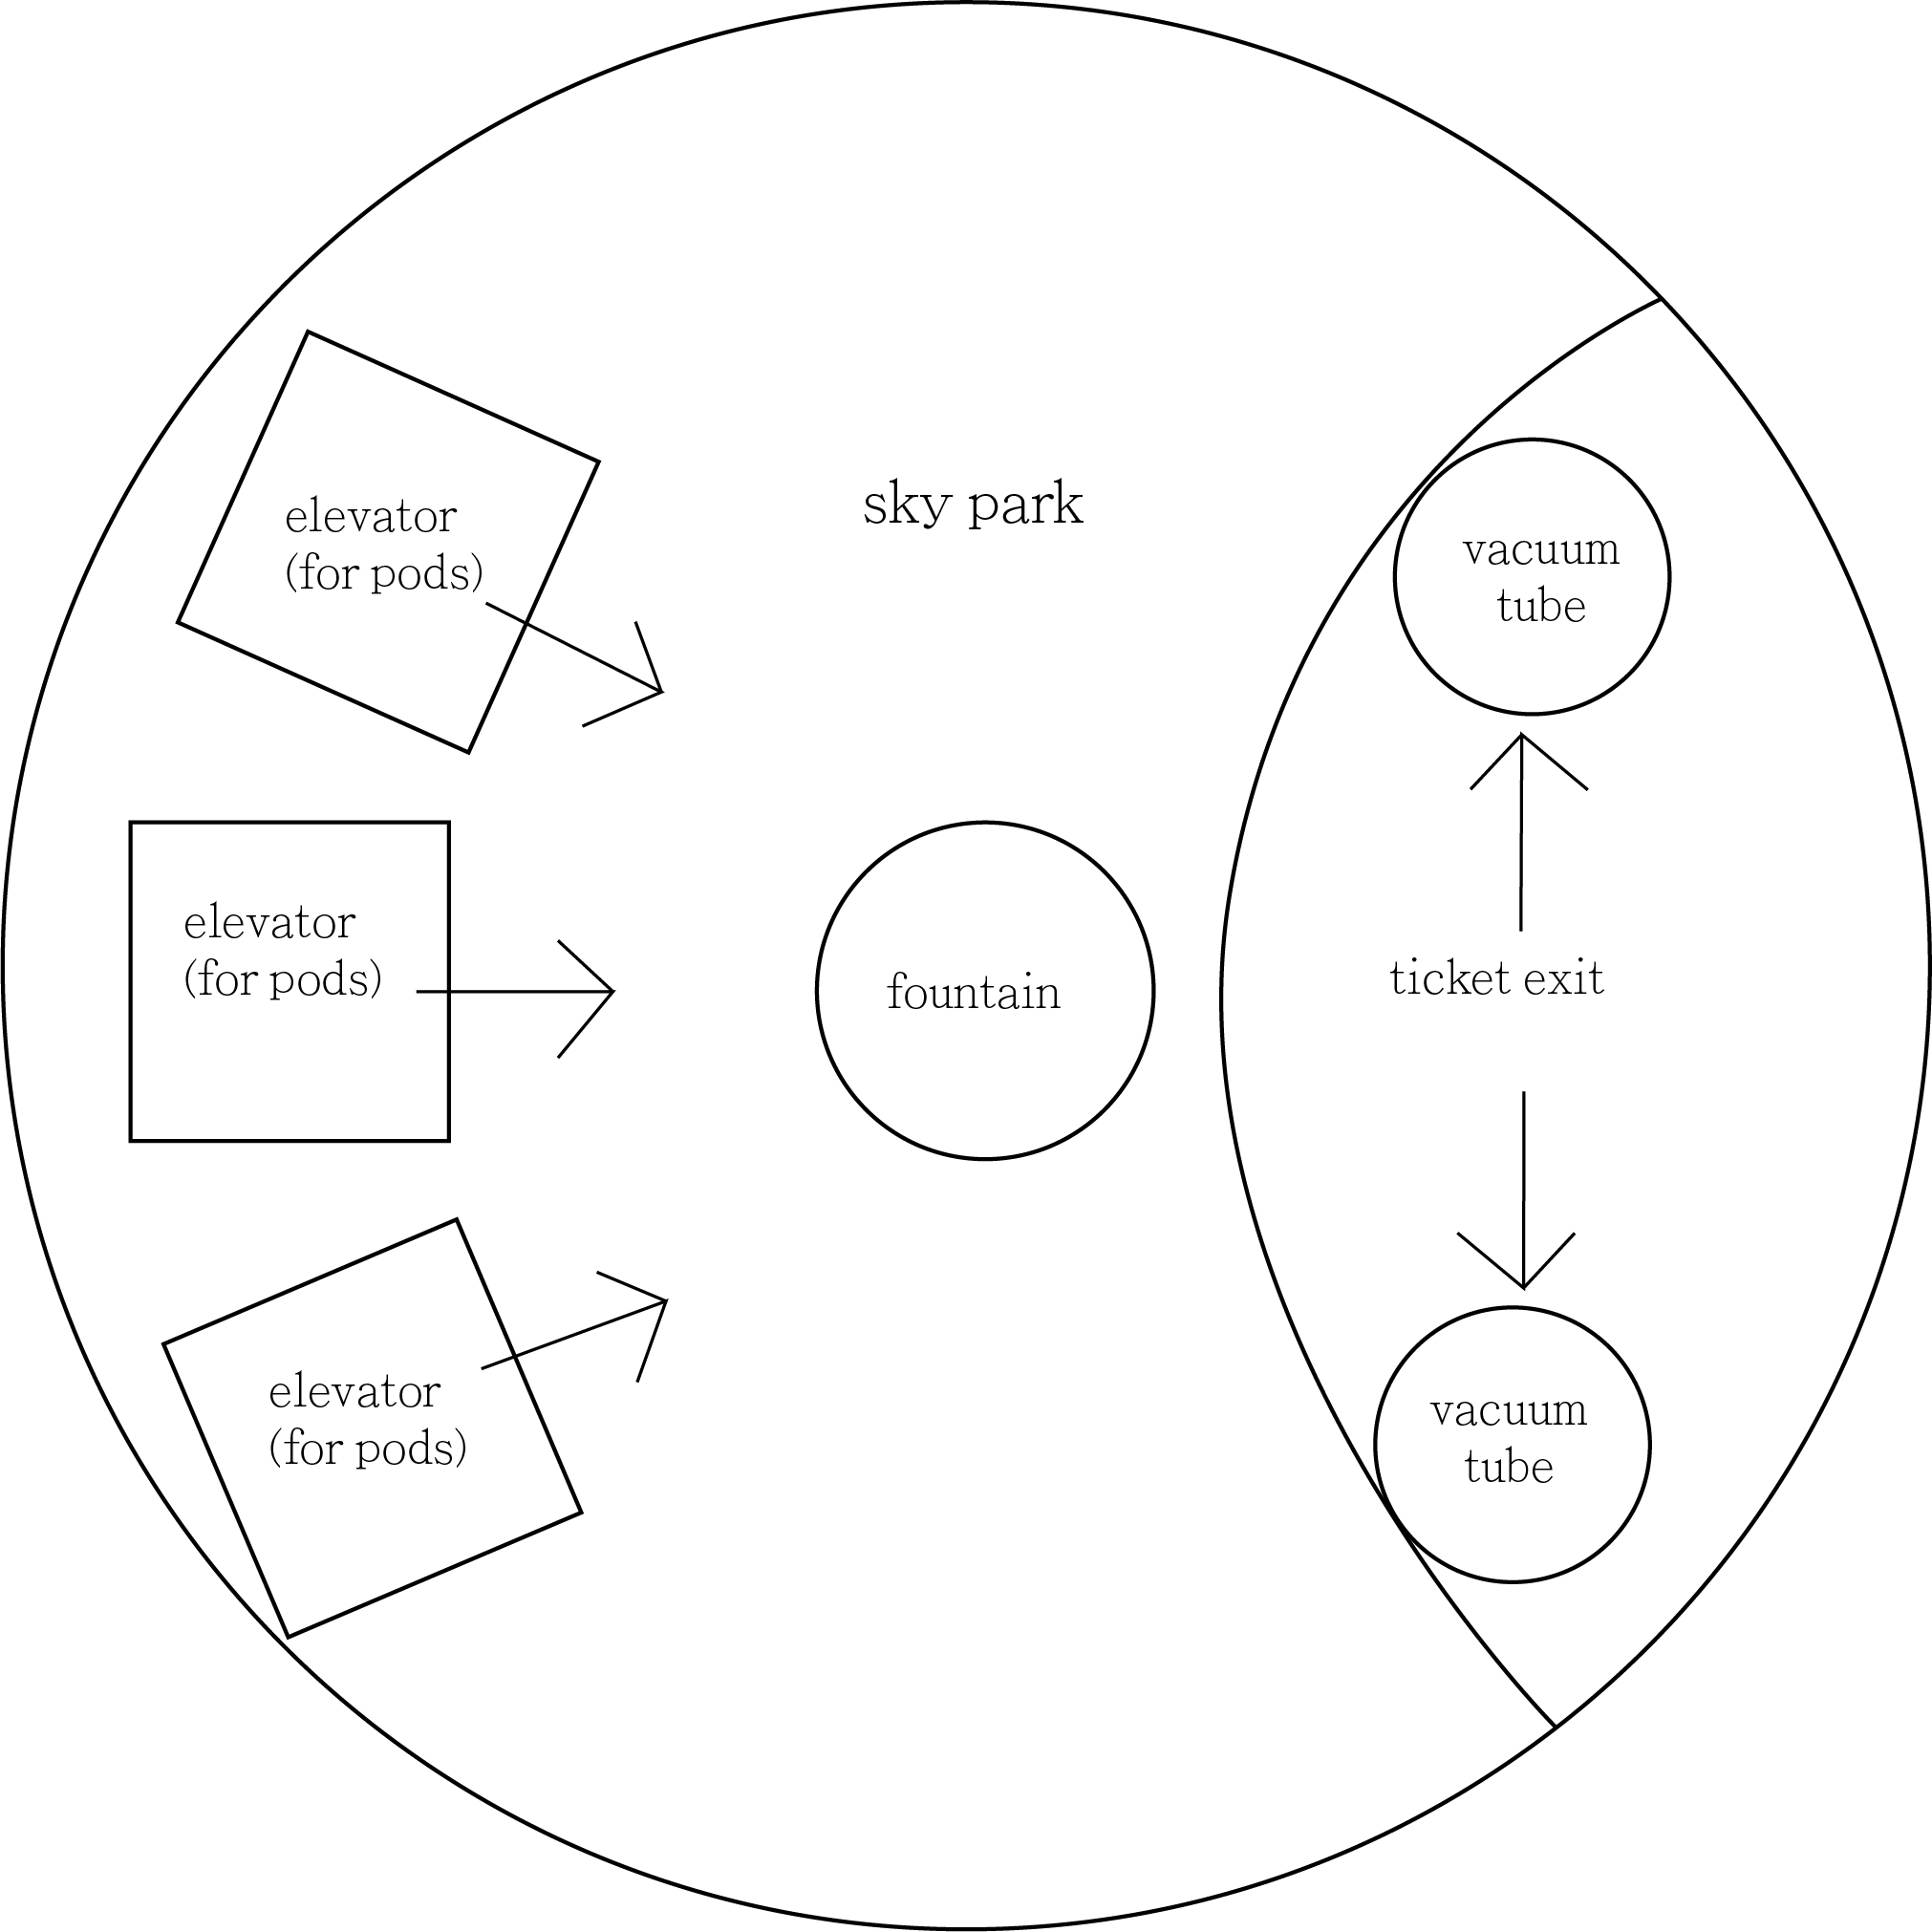 sky park
elevator
(for pods)
vacuum
tube
elevator
(for pods)
fountain
ticket exit
elevator
(for pods)
vacuum
tube